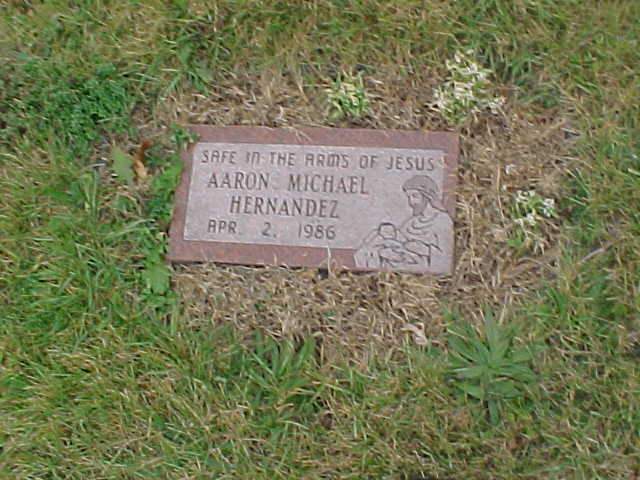 SAFE IN THE ARMS OF JESUS
AARON MICHAEL
HERNANDEZ
APR. 2, 1986